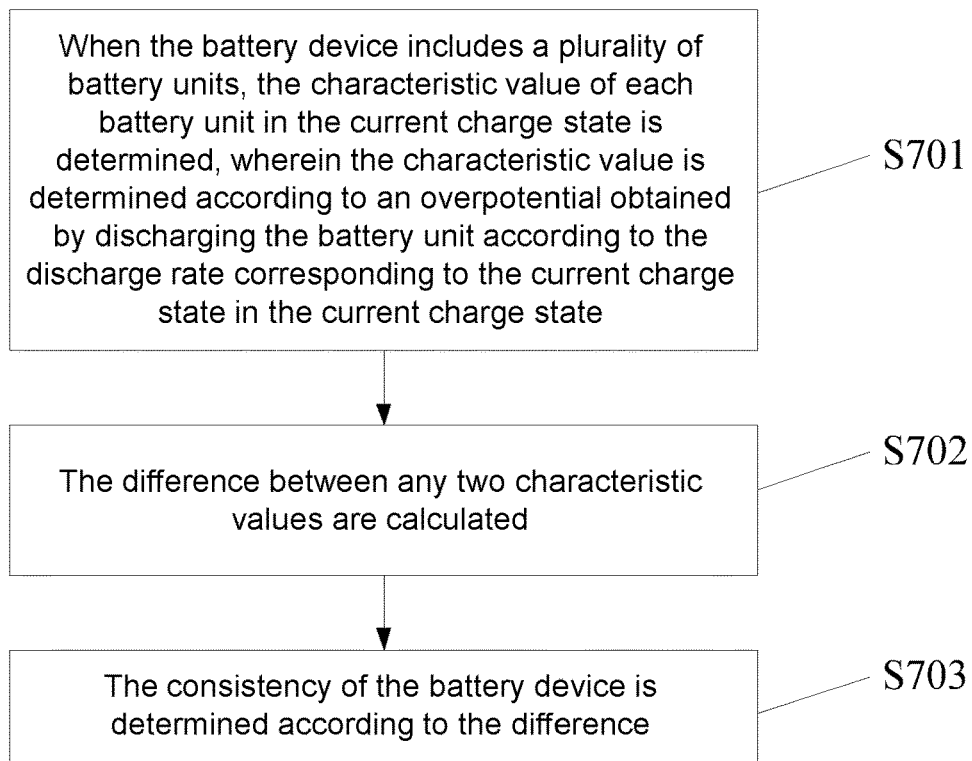 When the battery device includes a plurality of
battery units, the characteristic value of each
battery unit in the current charge state is
determined, wherein the characteristic value is
determined according to an overpotential obtained
by discharging the battery unit according to the
discharge rate corresponding to the current charge
state in the current charge state
S701
The difference between any two characteristic
values are calculated
S702
The consistency of the battery device is
determined according to the difference
S703